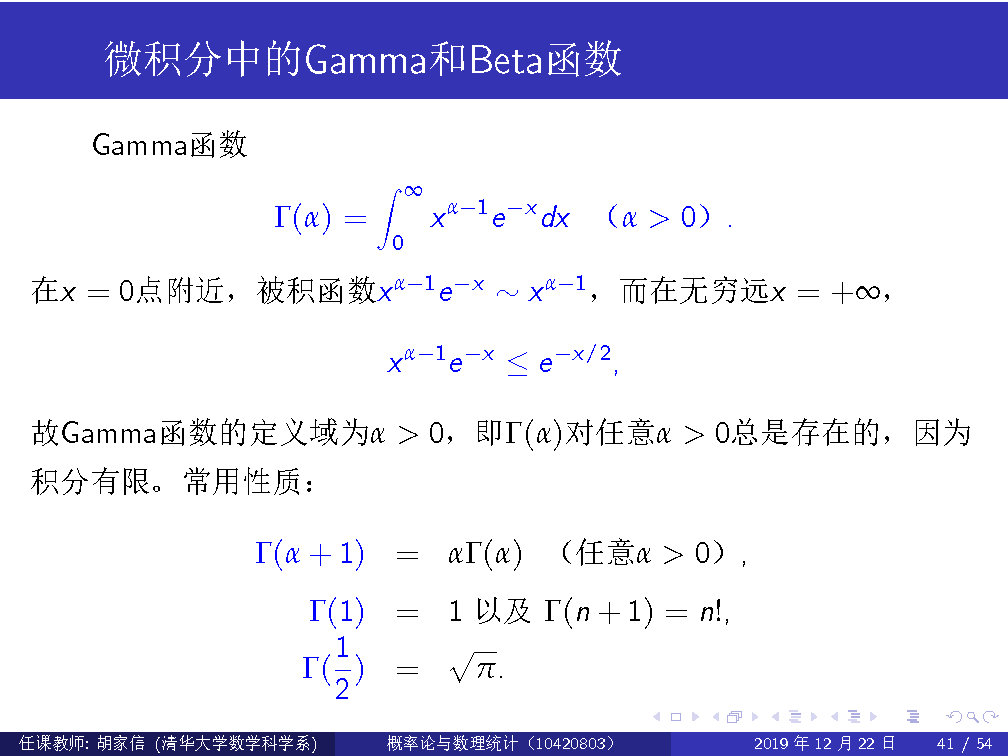 微积分中的Gamma和Beta函数
Gamma函数
Γ(α) = ∫₀^∞ x^{α−1}e^{−x}dx （α > 0）.
在x = 0点附近，被积函数x^{α−1}e^{−x} ∼ x^{α−1}，而在无穷远x = +∞，
x^{α−1}e^{−x} ≤ e^{−x/2},
故Gamma函数的定义域为α > 0，即Γ(α)对任意α > 0总是存在的，因为
积分有限。常用性质：
Γ(α + 1) = αΓ(α) （任意α > 0）,
Γ(1) = 1 以及 Γ(n + 1) = n!,
Γ(1/2) = √π.
任课教师: 胡家信 (清华大学数学科学系) 概率论与数理统计（10420803） 2019 年 12 月 22 日 41 / 54